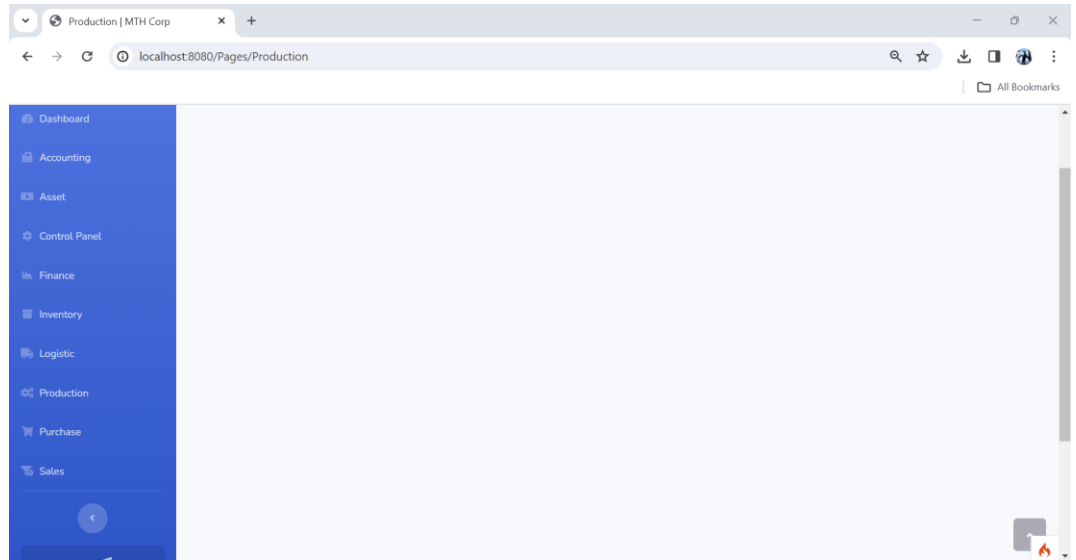 Production | MTH Corp
localhost:8080/Pages/Production
All Bookmarks
Dashboard
Accounting
Asset
Control Panel
Finance
Inventory
Logistic
Production
Purchase
Sales